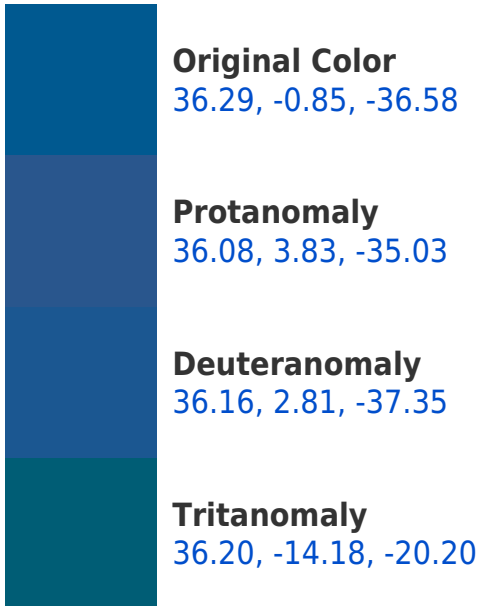 Original Color
36.29, -0.85, -36.58
Protanomaly
36.08, 3.83, -35.03
Deuteranomaly
36.16, 2.81, -37.35
Tritanomaly
36.20, -14.18, -20.20